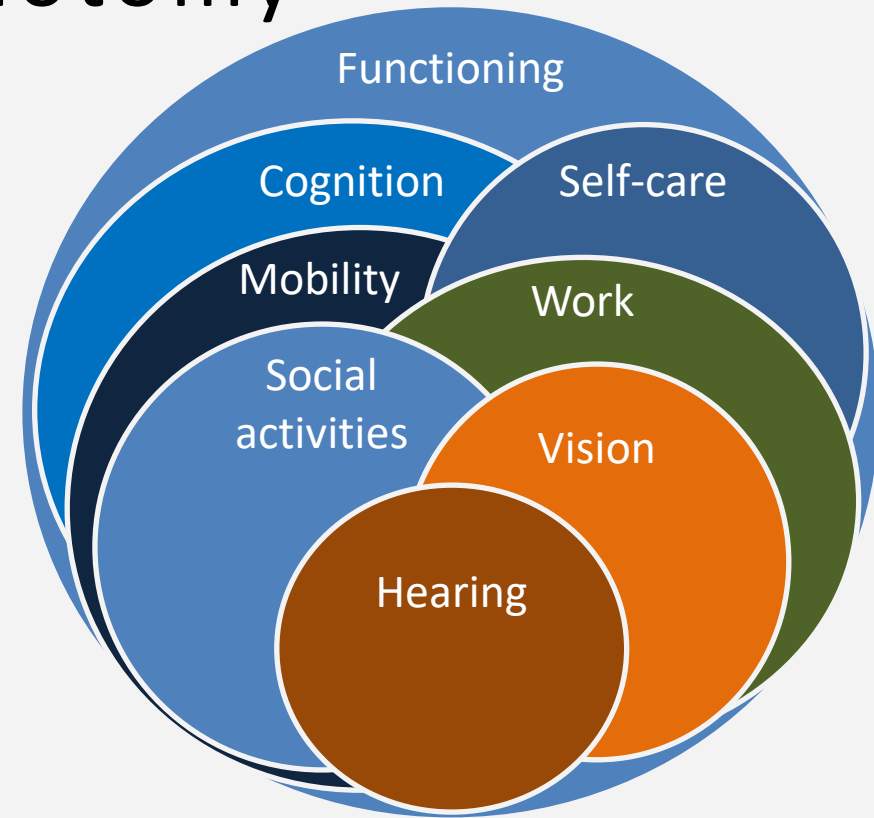 Functioning
Cognition
Self-care
Mobility
Work
Social
activities
Vision
Hearing